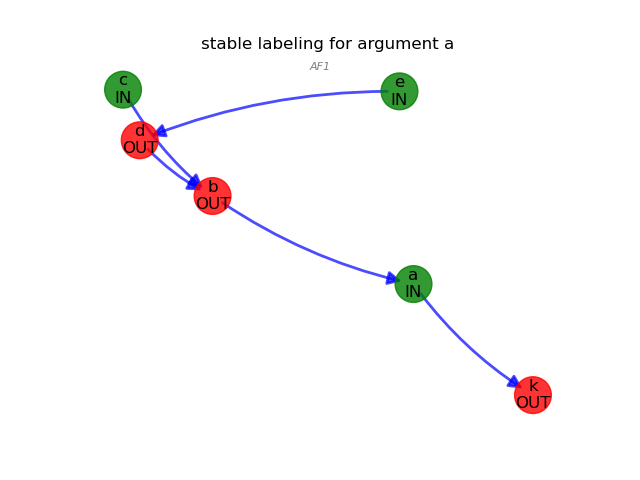 stable labeling for argument a
AF1
c
IN
e
IN
d
OUT
b
OUT
a
IN
k
OUT